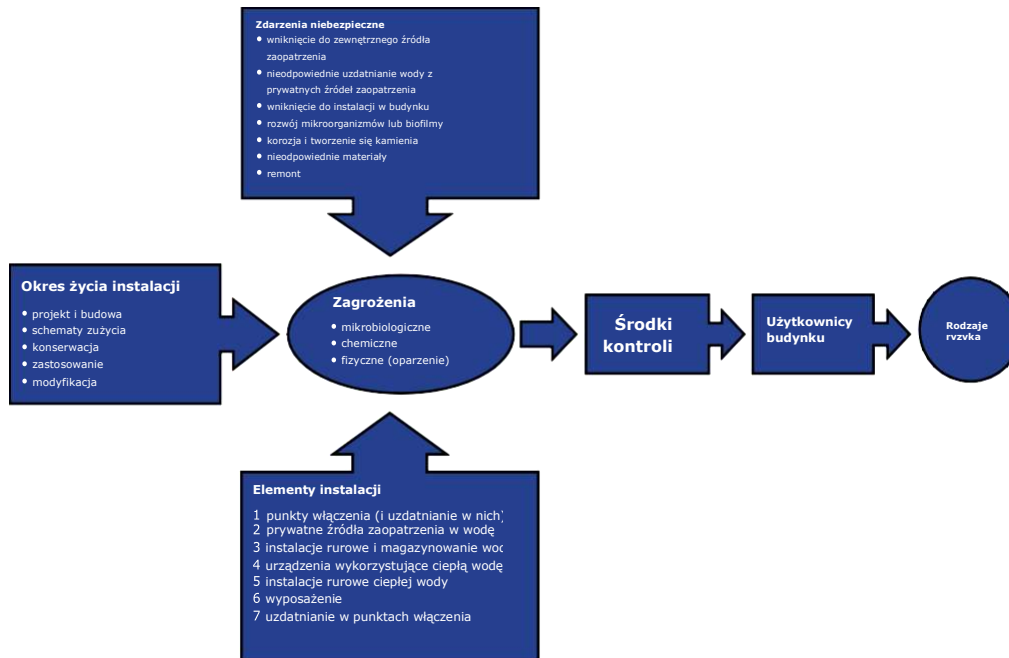 Zdarzenia niebezpieczne
• wniknięcie do zewnętrznego źródła
zaopatrzenia
• nieodpowiednie uzdatnianie wody z
prywatnych źródeł zaopatrzenia
• wniknięcie do instalacji w budynku
• rozwój mikroorganizmów lub biofilmy
• korozja i tworzenie się kamienia
• nieodpowiednie materiały
• remont
Okres życia instalacji
• projekt i budowa
• schematy zużycia
• konserwacja
• zastosowanie
• modyfikacja
Zagrożenia
• mikrobiologiczne
• chemiczne
• fizyczne (oparzenie)
Środki
kontroli
Użytkownicy
budynku
Rodzaje
ryzyka
Elementy instalacji
1 punkty włączenia (i uzdatnianie w nich)
2 prywatne źródła zaopatrzenia w wodę
3 instalacje rurowe i magazynowanie
4 urządzenia wykorzystujące ciepłą wodę
5 instalacje rurowe ciepłej wody
6 wyposażenie
7 uzdatnianie w punktach włączenia